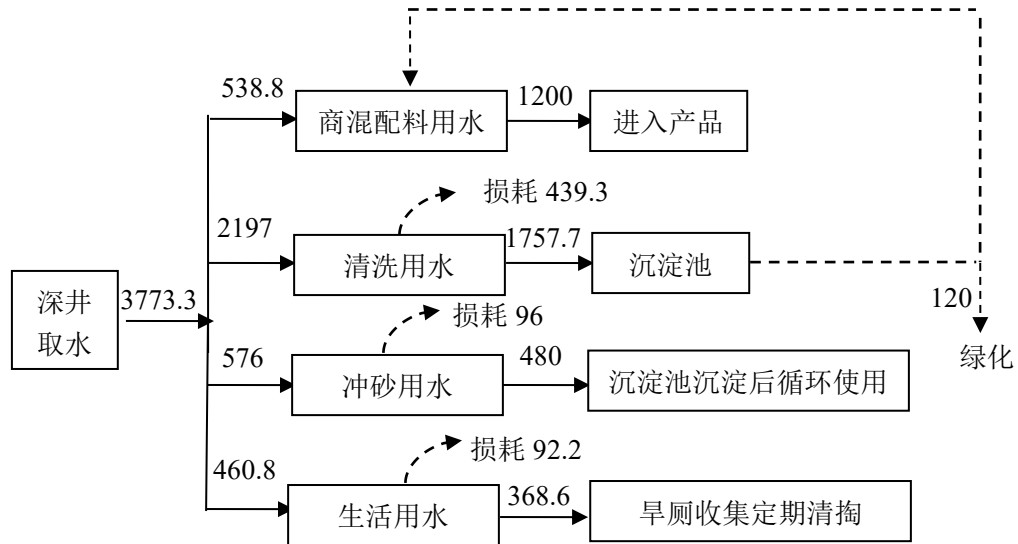 538.8
商混配料用水
1200
进入产品
损耗 439.3
2197
清洗用水
1757.7
沉淀池
深井
取水
3773.3
120
绿化
损耗 96
576
冲砂用水
480
沉淀池沉淀后循环使用
损耗 92.2
460.8
生活用水
368.6
旱厕收集定期清掏